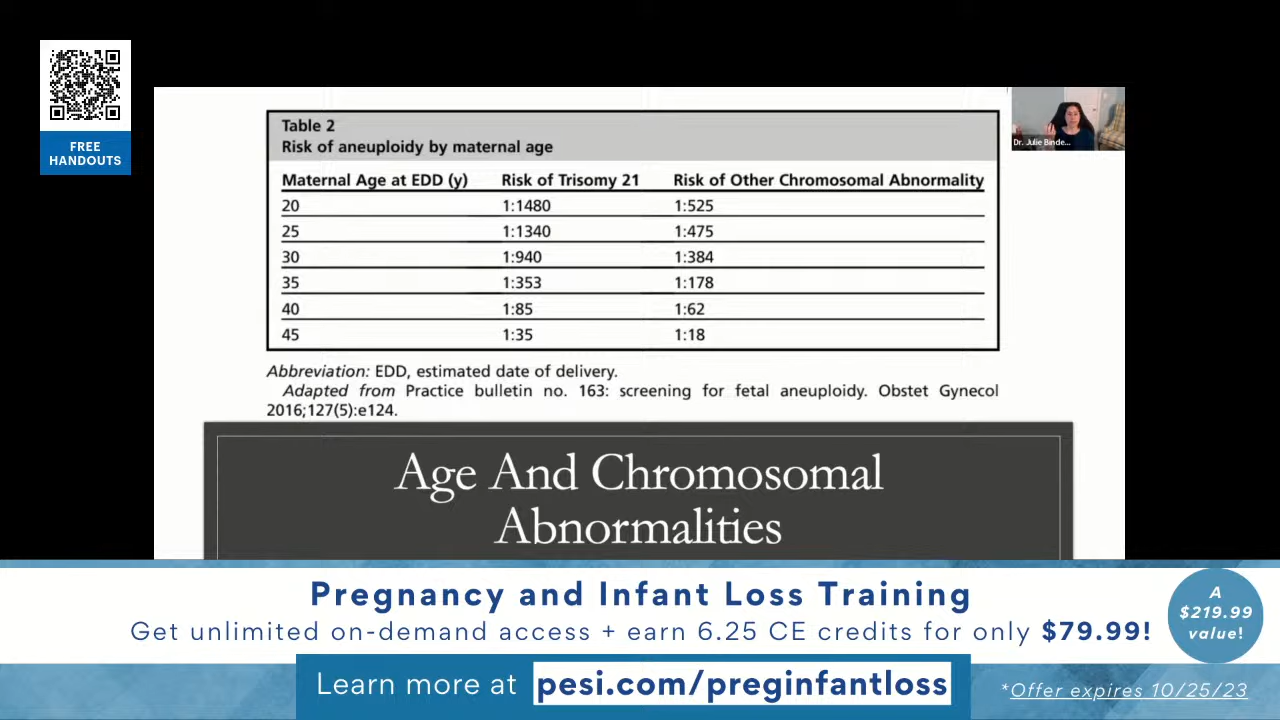 FREE
HANDOUTS
Table 2
Risk of aneuploidy by maternal age
Maternal Age at EDD (y) Risk of Trisomy 21 Risk of Other Chromosomal Abnormality
20 1:1480 1:525
25 1:1340 1:475
30 1:940 1:384
35 1:353 1:178
40 1:85 1:62
45 1:35 1:18
Abbreviation: EDD, estimated date of delivery.
Adapted from Practice bulletin no. 163: screening for fetal aneuploidy. Obstet Gynecol
2016;127(5):e124.
Dr. Julie Binde...
Age And Chromosomal
Abnormalities
Pregnancy and Infant Loss Training
Get unlimited on-demand access + earn 6.25 CE credits for only $79.99!
A
$219.99
value!
Learn more at pesi.com/preginfantloss
*Offer expires 10/25/23